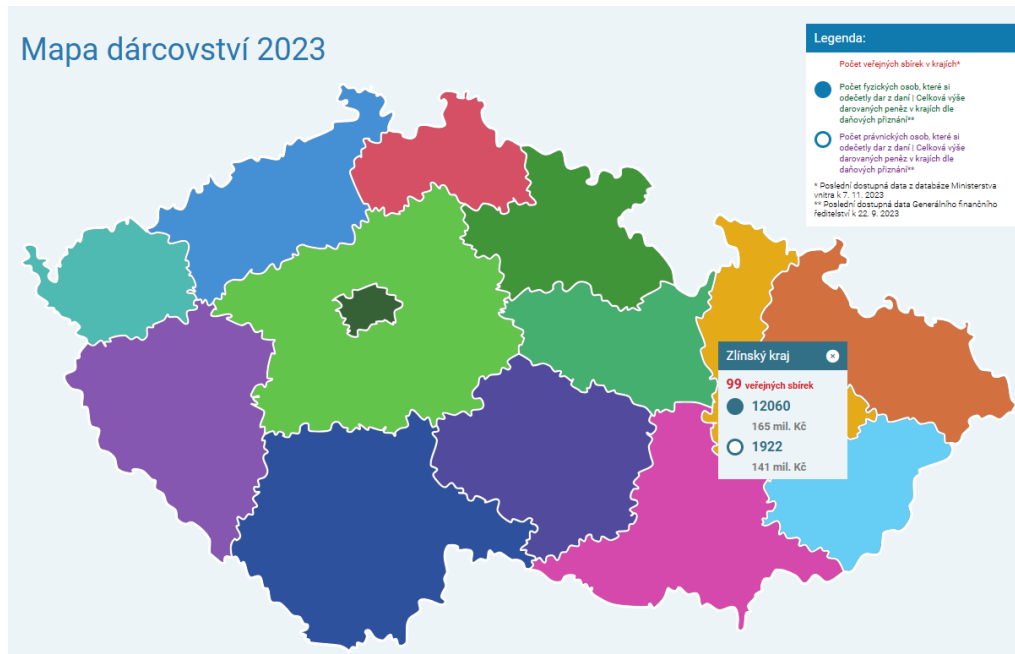 Mapa dárcovství 2023
Legenda:
Počet veřejných sbírek v krajích*
Počet fyzických osob, které si
odečetly dar z daní | Celková výše
darovaných peněz v krajích dle
daňových přiznání**
Počet právnických osob, které si
odečetly dar z daní | Celková výše
darovaných peněz v krajích dle
daňových přiznání**
* Poslední dostupná data z databáze Ministerstva
vnitra k 7. 11. 2023
** Poslední dostupná data Generálního finančního
ředitelství k 22. 9. 2023
Zlínský kraj
99 veřejných sbírek
12060
165 mil. Kč
1922
141 mil. Kč